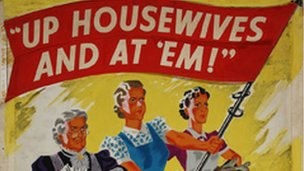 "UP HOUSEWIVES
AND AT 'EM!"